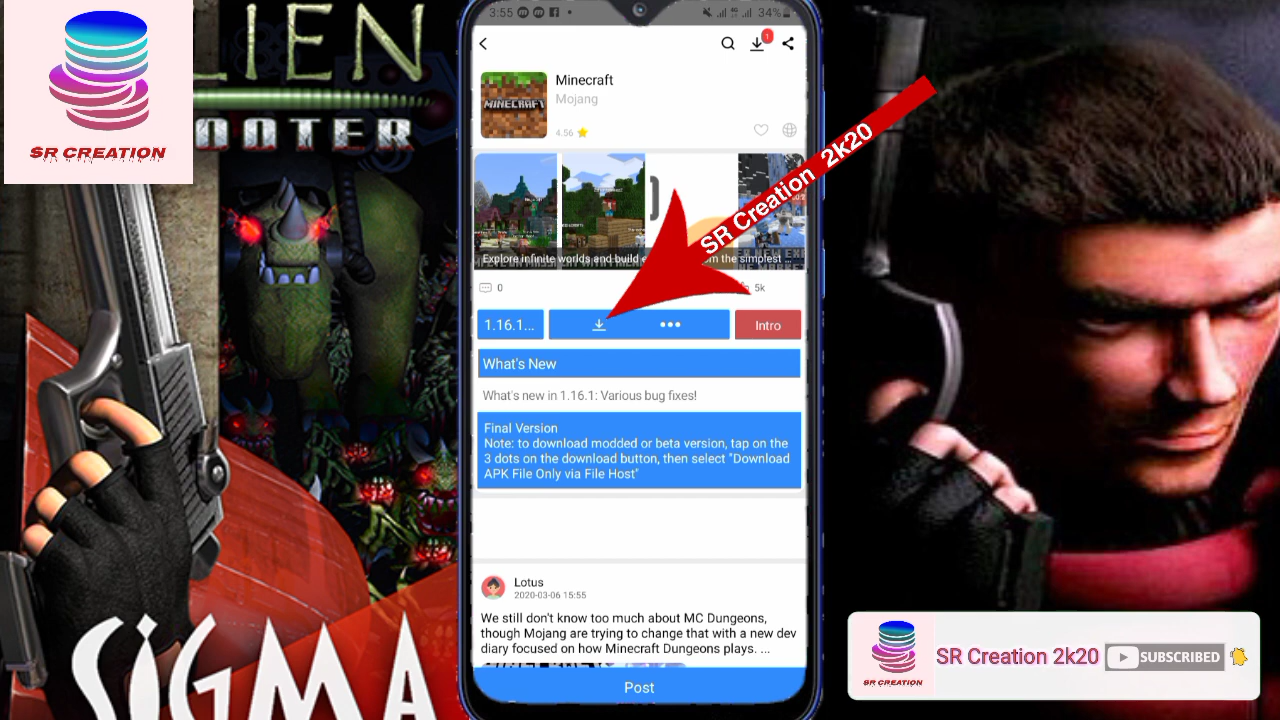 LIEN
OOTER
SR CREATION
3:55
34%
1
Minecraft
Mojang
4.56
MINECRAFT
SR Creation 2k20
Explore infinite worlds and build
the simplest ...
0
5k
1.16.1...
Intro
What's New
What's new in 1.16.1: Various bug fixes!
Final Version
Note: to download modded or beta version, tap on the
3 dots on the download button, then select "Download
APK File Only via File Host"
Lotus
2020-03-06 15:55
We still don't know too much about MC Dungeons,
though Mojang are trying to change that with a new dev
diary focused on how Minecraft Dungeons plays. ...
Post
SiGMA
SR Creation 2k20
SUBSCRIBED
SR CREATION